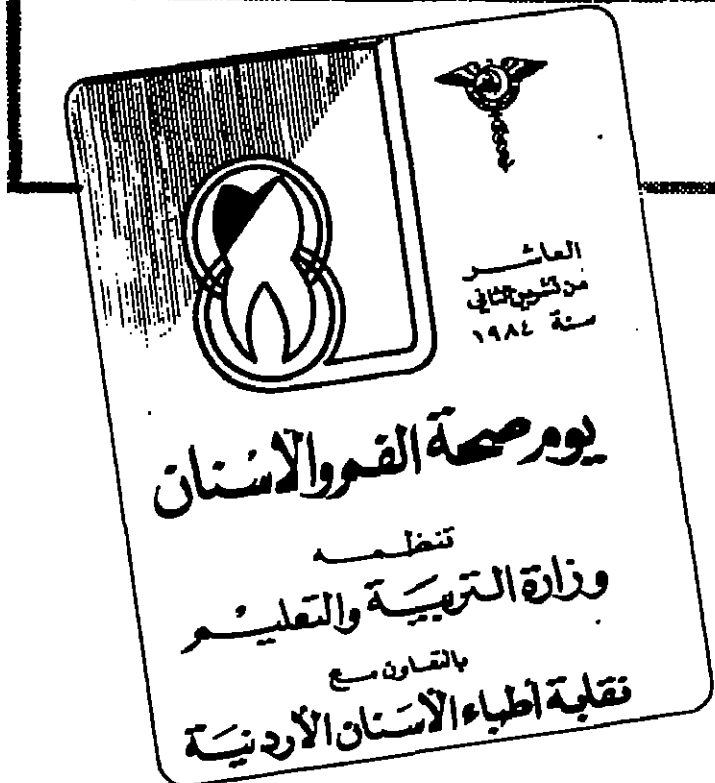 العاشر
من تشرين الثاني
سنة ١٩٨٤
يوم صحة الفم والأسنان
تنظمه
وزارة التربية والتعليم
بالتعاون مع
نقابة أطباء الأسنان الأردنية